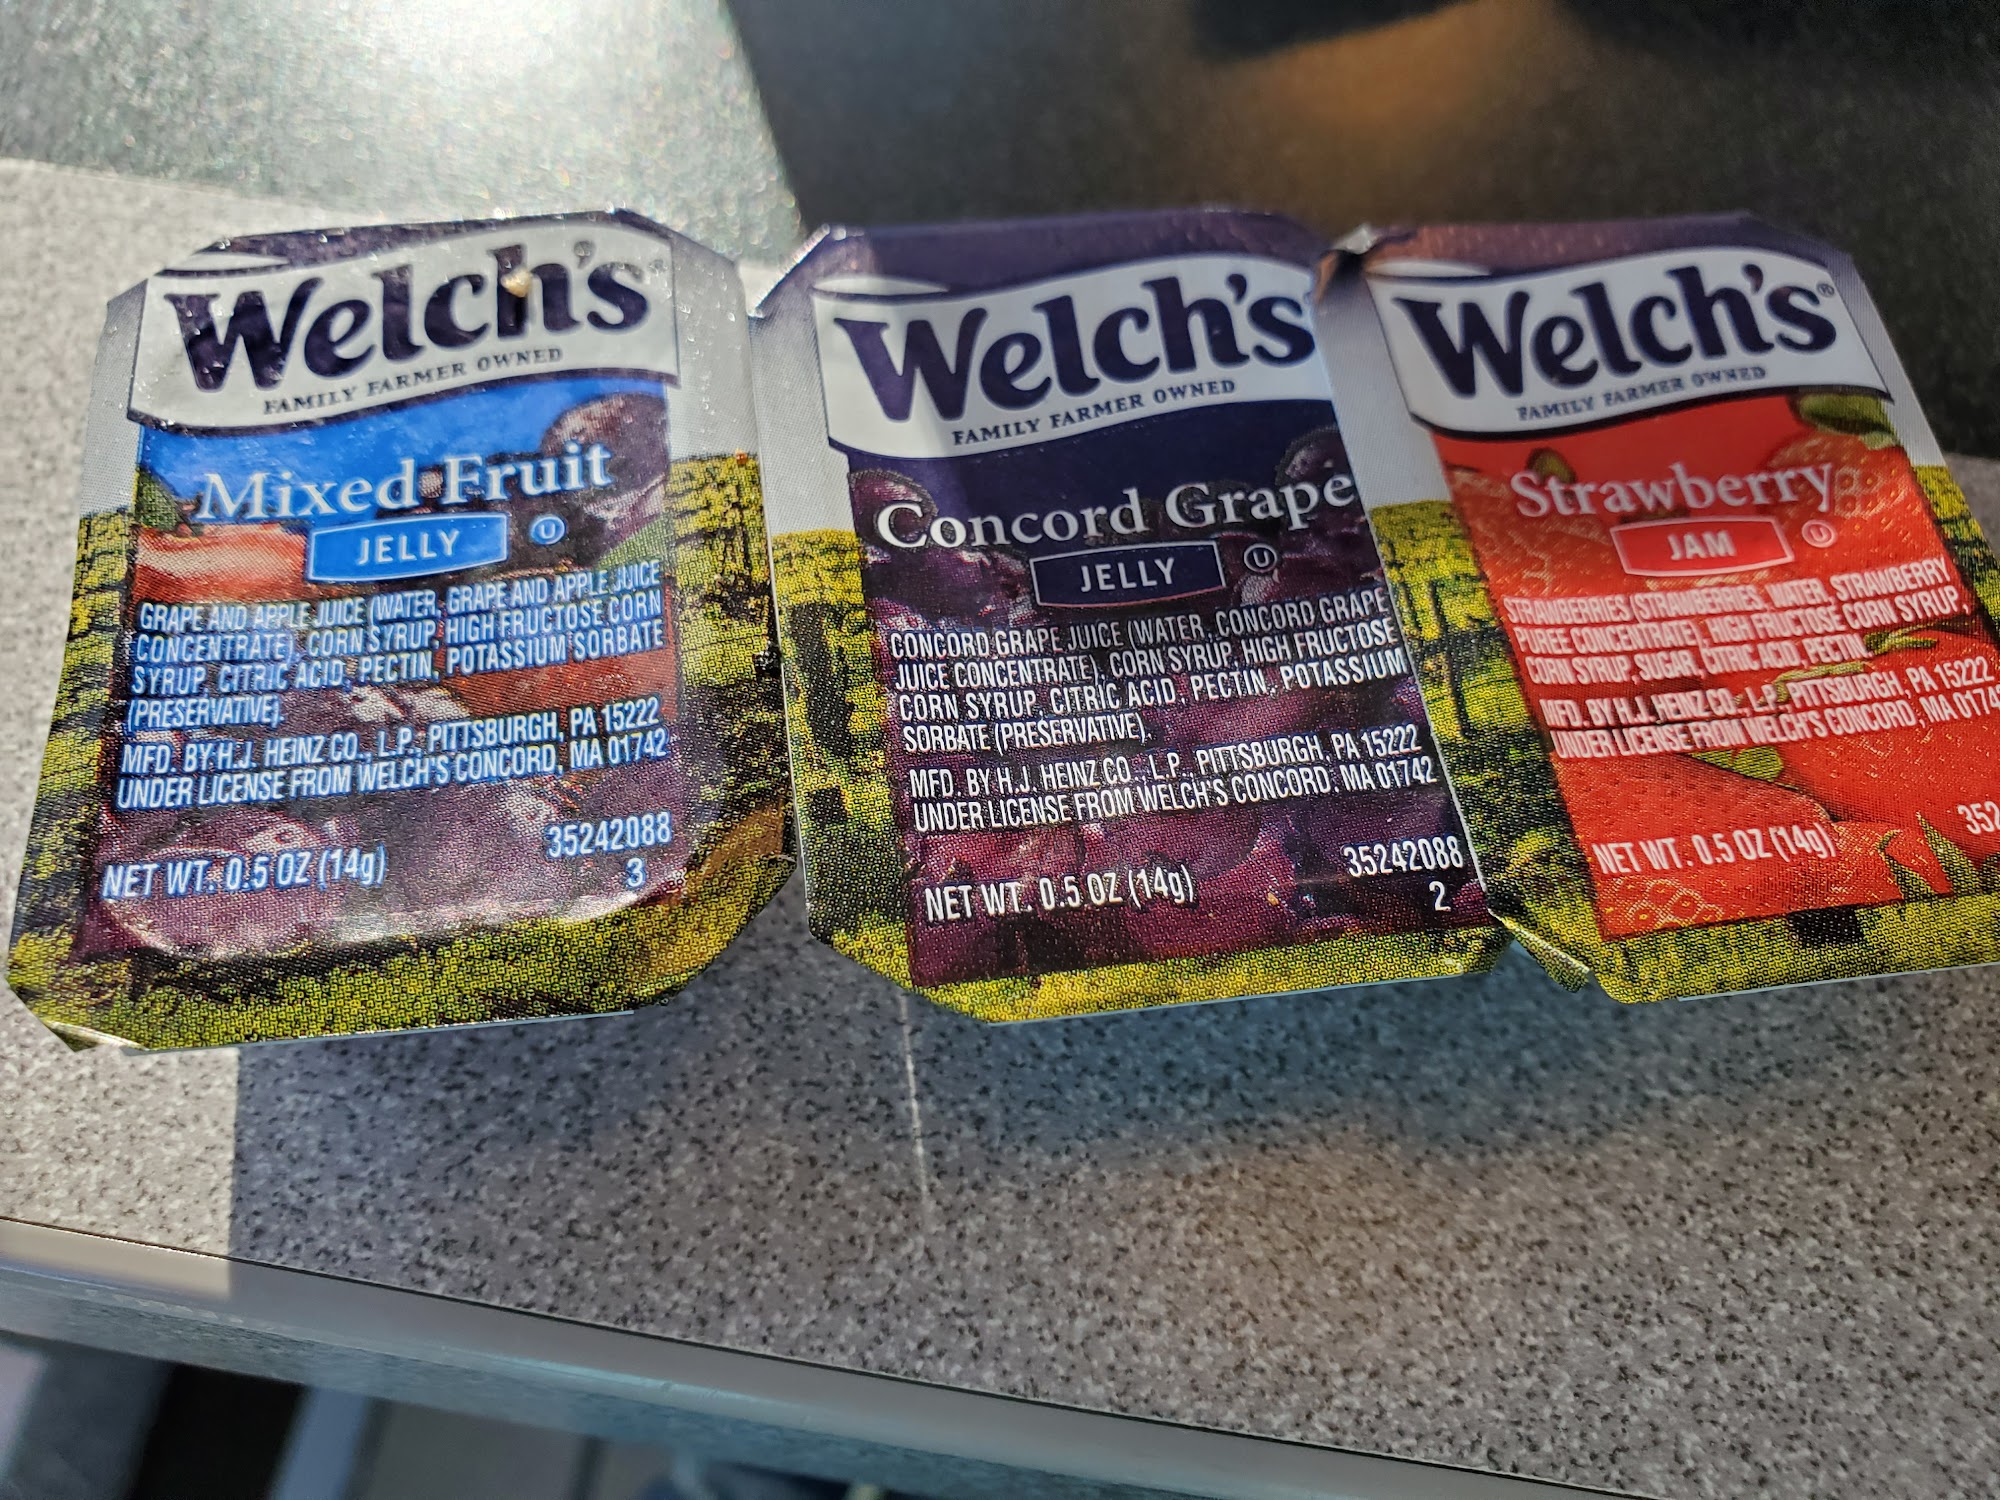 Welch's®
FAMILY FARMER OWNED
Mixed Fruit
JELLY U
GRAPE AND APPLE JUICE (WATER, GRAPE AND APPLE JUICE
CONCENTRATE), CORN SYRUP, HIGH FRUCTOSE CORN
SYRUP, CITRIC ACID, PECTIN, POTASSIUM SORBATE
(PRESERVATIVE).
MFD. BY H.J. HEINZ CO., L.P., PITTSBURGH, PA 15222
UNDER LICENSE FROM WELCH'S CONCORD, MA 01742
35242088
NET WT. 0.5 OZ (14g) 3
Welch's
FAMILY FARMER OWNED
Concord Grape
JELLY U
CONCORD GRAPE JUICE (WATER, CONCORD GRAPE
JUICE CONCENTRATE), CORN SYRUP, HIGH FRUCTOSE
CORN SYRUP, CITRIC ACID, PECTIN, POTASSIUM
SORBATE (PRESERVATIVE).
MFD. BY H.J. HEINZ CO., L.P., PITTSBURGH, PA 15222
UNDER LICENSE FROM WELCH'S CONCORD, MA 01742
35242088
NET WT. 0.5 OZ (14g) 2
Welch's®
FAMILY FARMER OWNED
Strawberry
JAM U
STRAWBERRIES (STRAWBERRIES, WATER, STRAWBERRY
PUREE CONCENTRATE), HIGH FRUCTOSE CORN SYRUP,
CORN SYRUP, SUGAR, CITRIC ACID, PECTIN.
MFD. BY H.J. HEINZ CO., L.P., PITTSBURGH, PA 15222
UNDER LICENSE FROM WELCH'S CONCORD, MA 0174
352
NET WT. 0.5 OZ (14g)